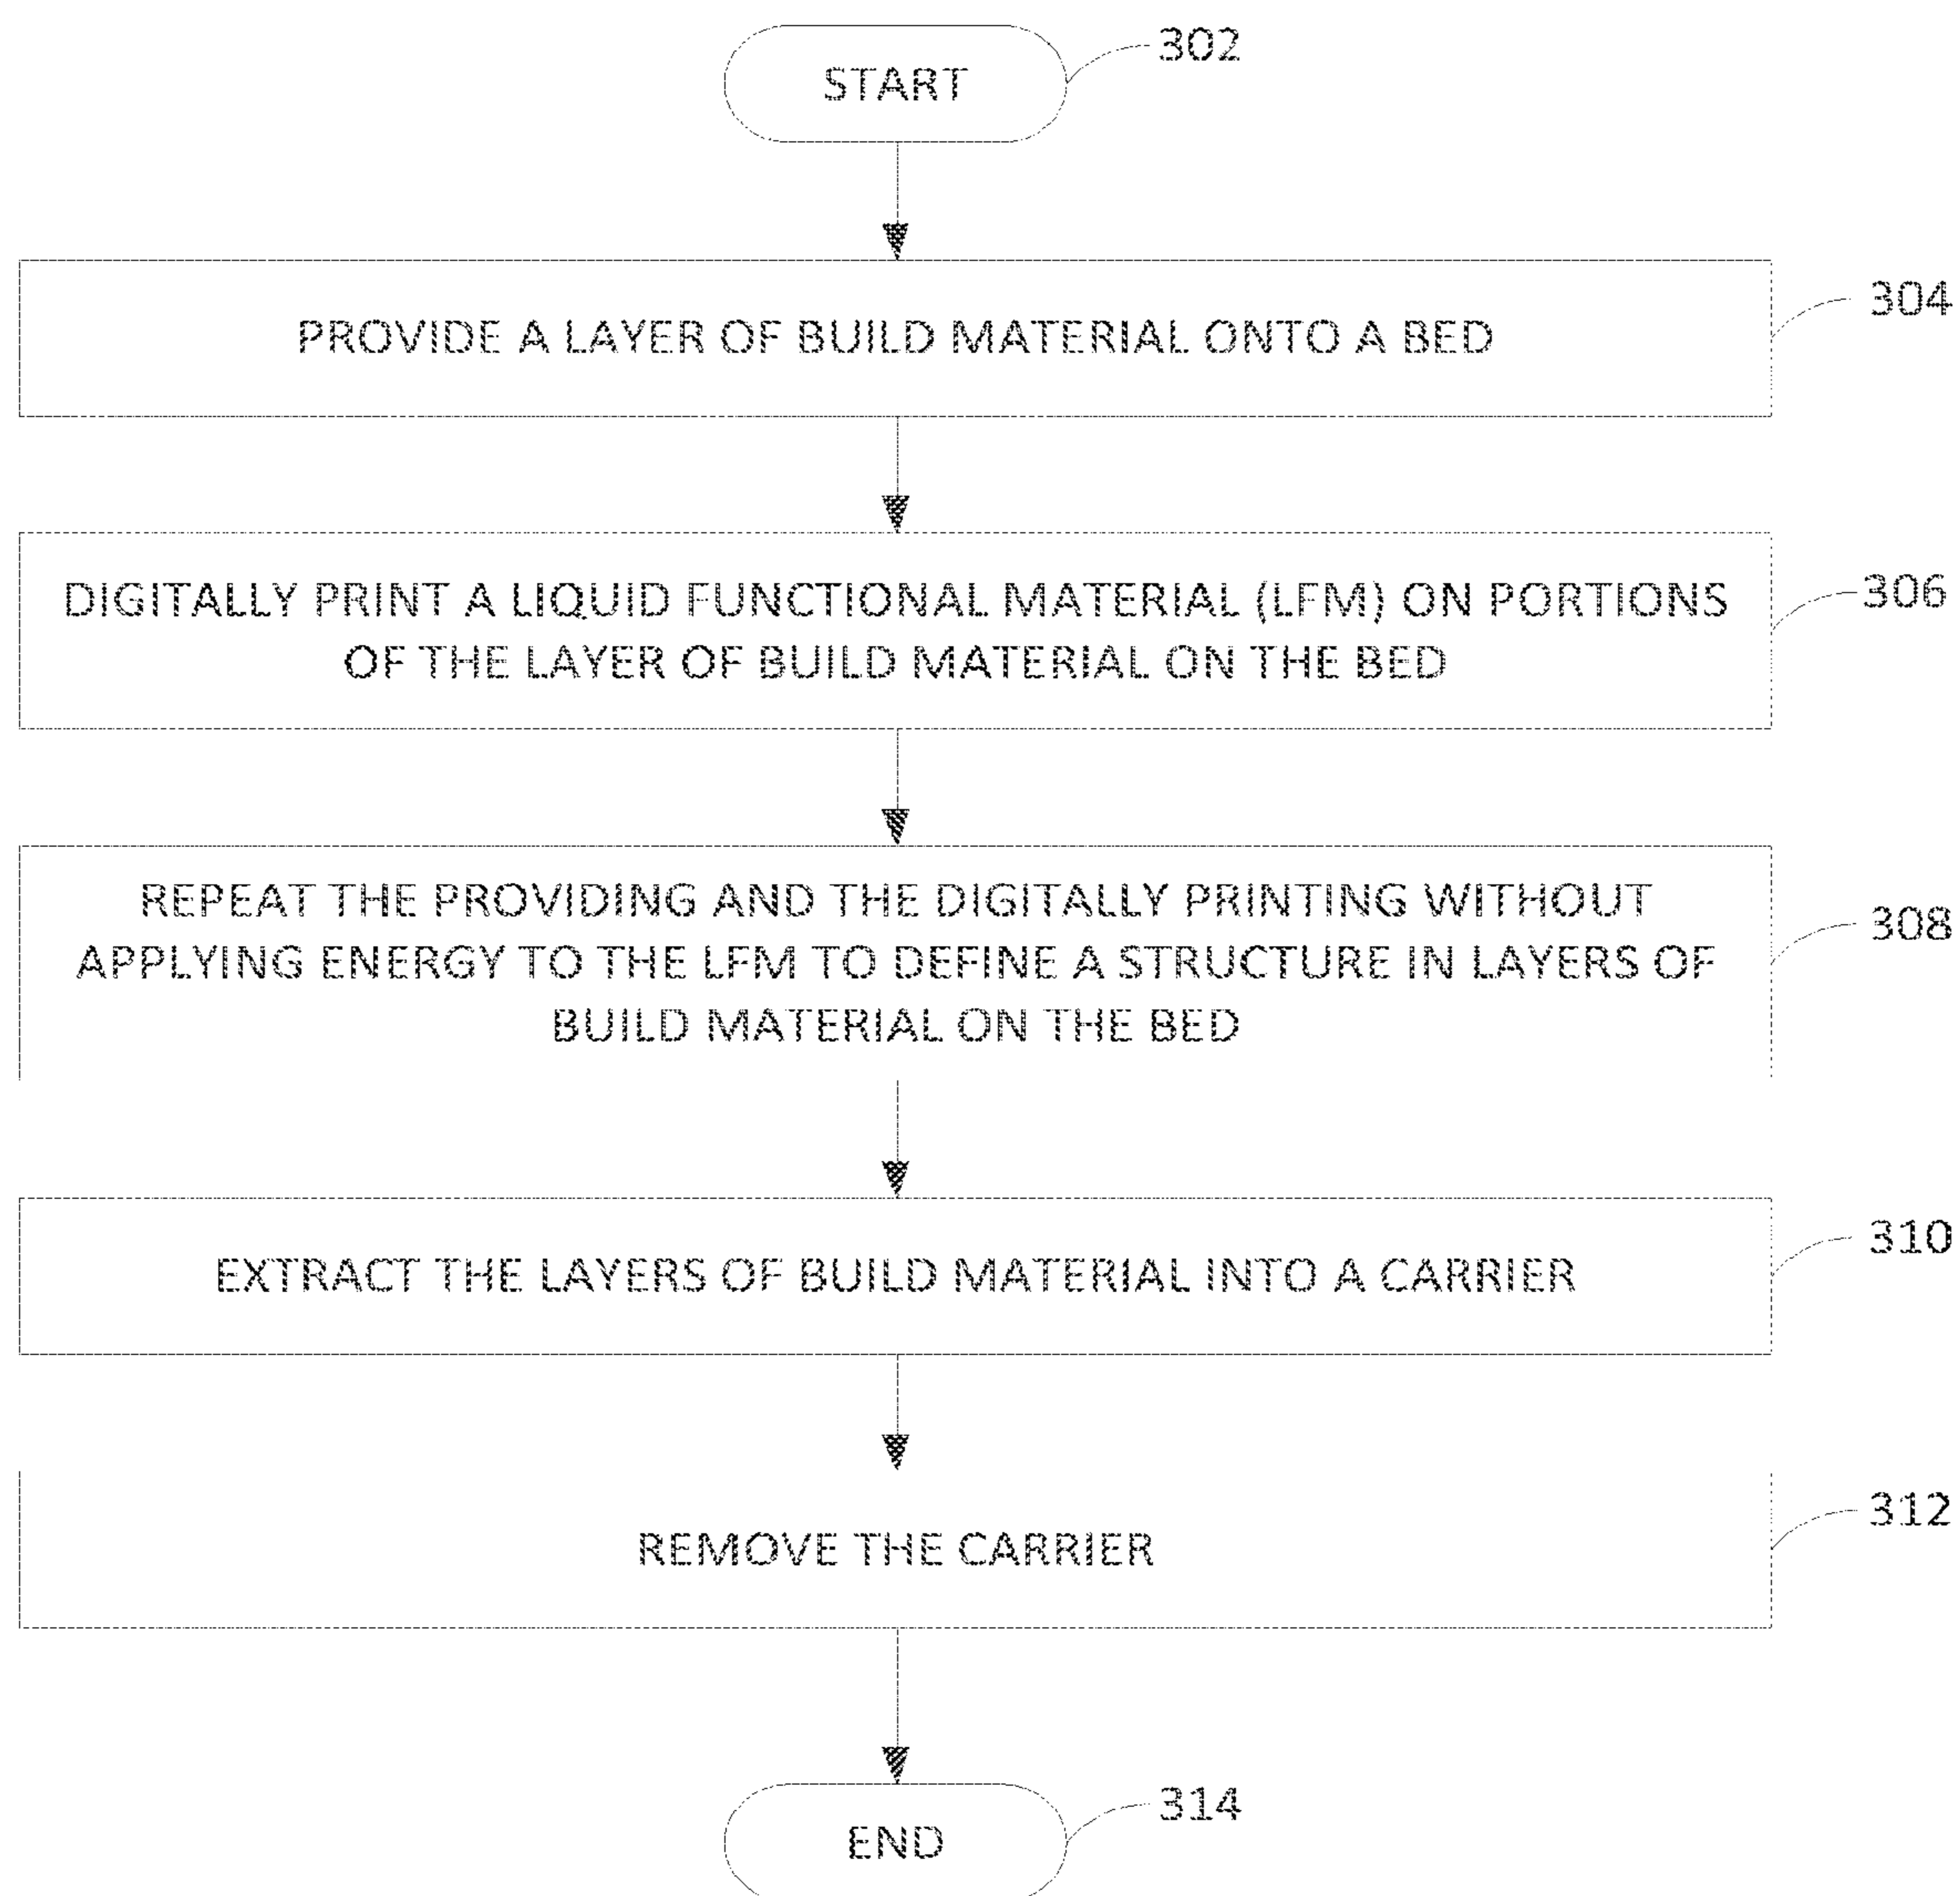 START
302
PROVIDE A LAYER OF BUILD MATERIAL ONTO A BED
304
DIGITALLY PRINT A LIQUID FUNCTIONAL MATERIAL (LFM) ON PORTIONS
OF THE LAYER OF BUILD MATERIAL ON THE BED
306
REPEAT THE PROVIDING AND THE DIGITALLY PRINTING WITHOUT
APPLYING ENERGY TO THE LFM TO DEFINE A STRUCTURE IN LAYERS OF
BUILD MATERIAL ON THE BED
308
EXTRACT THE LAYERS OF BUILD MATERIAL INTO A CARRIER
310
REMOVE THE CARRIER
312
END
314